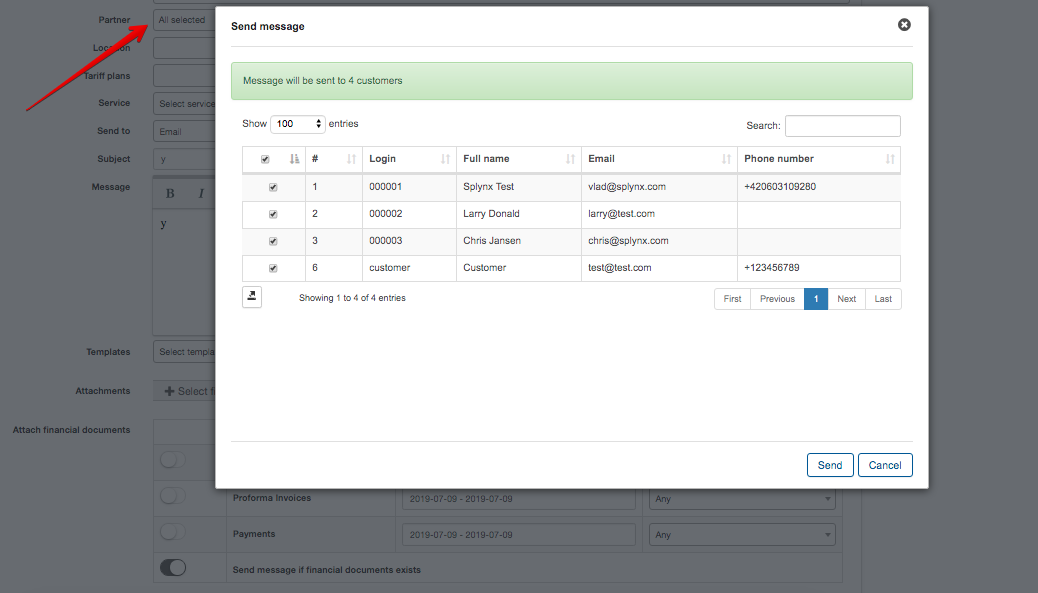 Partner All selected
Send message
Location
Tariff plans
Message will be sent to 4 customers
Service Select service
Show 100 entries Search:
Send to Email
Subject y
# Login Full name Email Phone number
Message B I
1 000001 Splynx Test vlad@splynx.com +420603109280
2 000002 Larry Donald larry@test.com
y
3 000003 Chris Jansen chris@splynx.com
6 customer Customer test@test.com +123456789
Showing 1 to 4 of 4 entries First Previous 1 Next Last
Templates Select templa
Attachments Select fi
Attach financial documents
Send Cancel
Proforma Invoices 2019-07-09 - 2019-07-09 Any
Payments 2019-07-09 - 2019-07-09 Any
Send message if financial documents exists